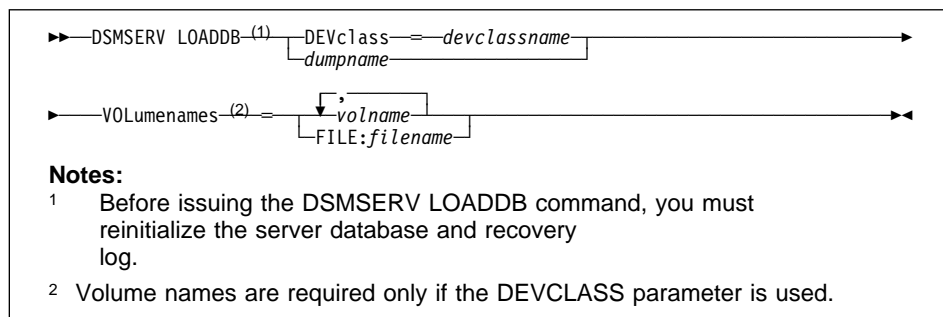 DSMSERV LOADDB (1) DEVclass = devclassname
dumpname
,
VOLumenames (2) = volname
FILE:filename
Notes:
1 Before issuing the DSMSERV LOADDB command, you must
reinitialize the server database and recovery
log.
2 Volume names are required only if the DEVCLASS parameter is used.